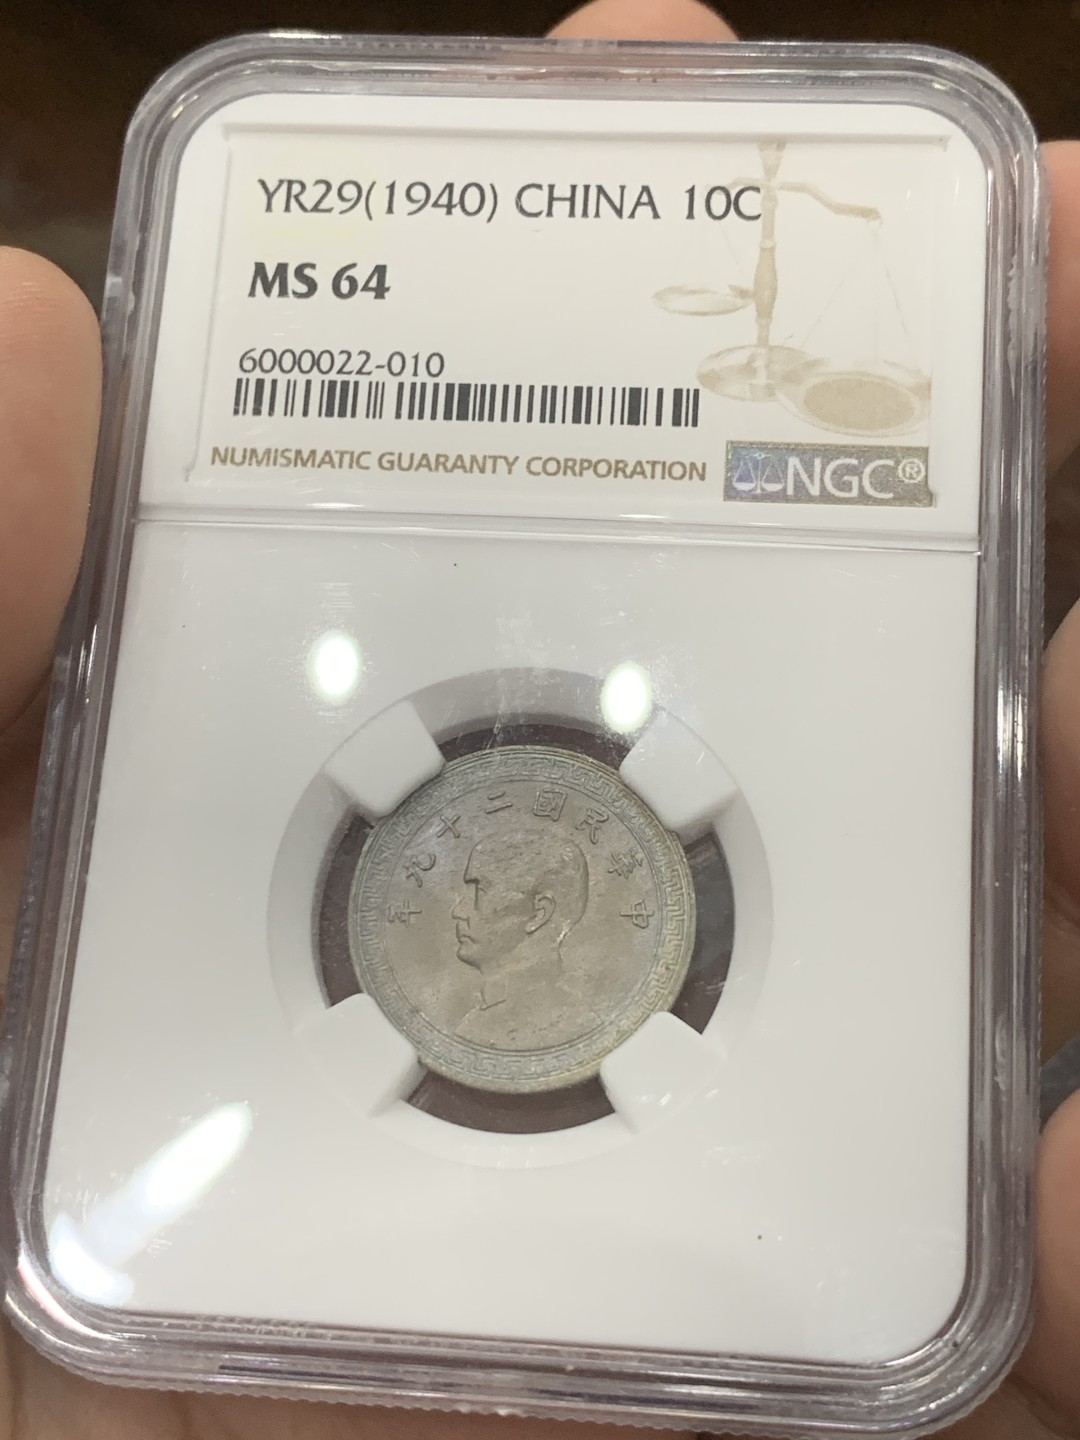 YR29(1940) CHINA 10C
MS 64
6000022-010
NUMISMATIC GUARANTY CORPORATION
NGC®
年九十二國民華中